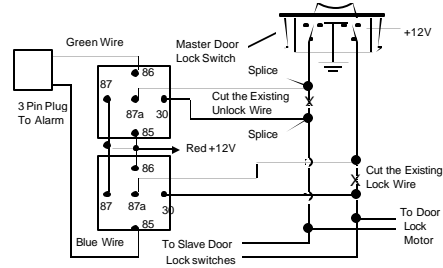 Green Wire
Master Door
Lock Switch
+12V
86
87
Splice
3 Pin Plug
To Alarm
87a
30
Cut the Existing
Unlock Wire
85
Splice
Red +12V
86
Cut the Existing
Lock Wire
87
87a
30
85
To Door
Lock
Motor
Blue Wire
To Slave Door
Lock switches